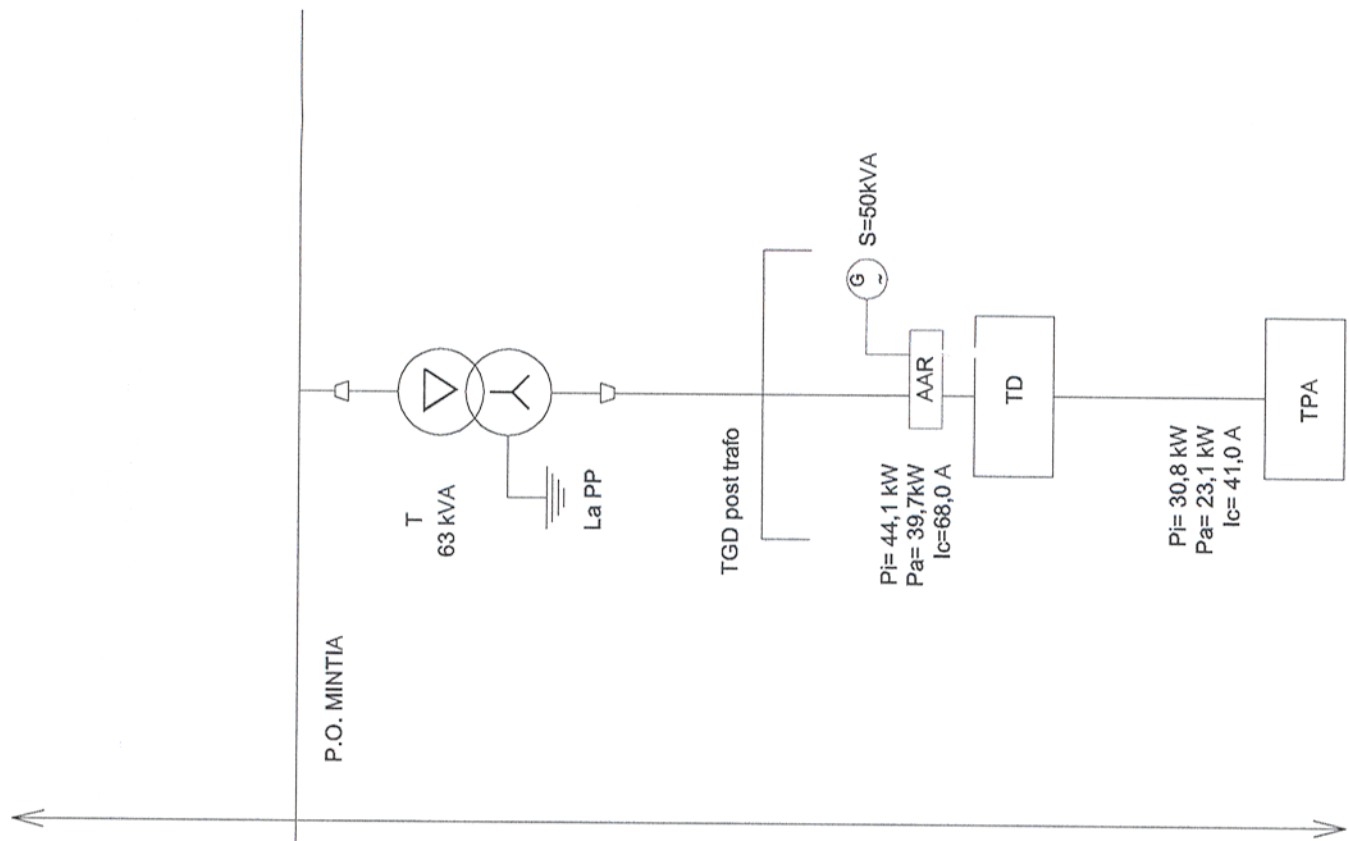 P.O. MINTIA
T
63 kVA
La PP
TGD post trafo
G
~
S=50kVA
AAR
Pi= 44,1 kW
Pa= 39,7kW
Ic=68,0 A
TD
Pi= 30,8 kW
Pa= 23,1 kW
Ic= 41,0 A
TPA